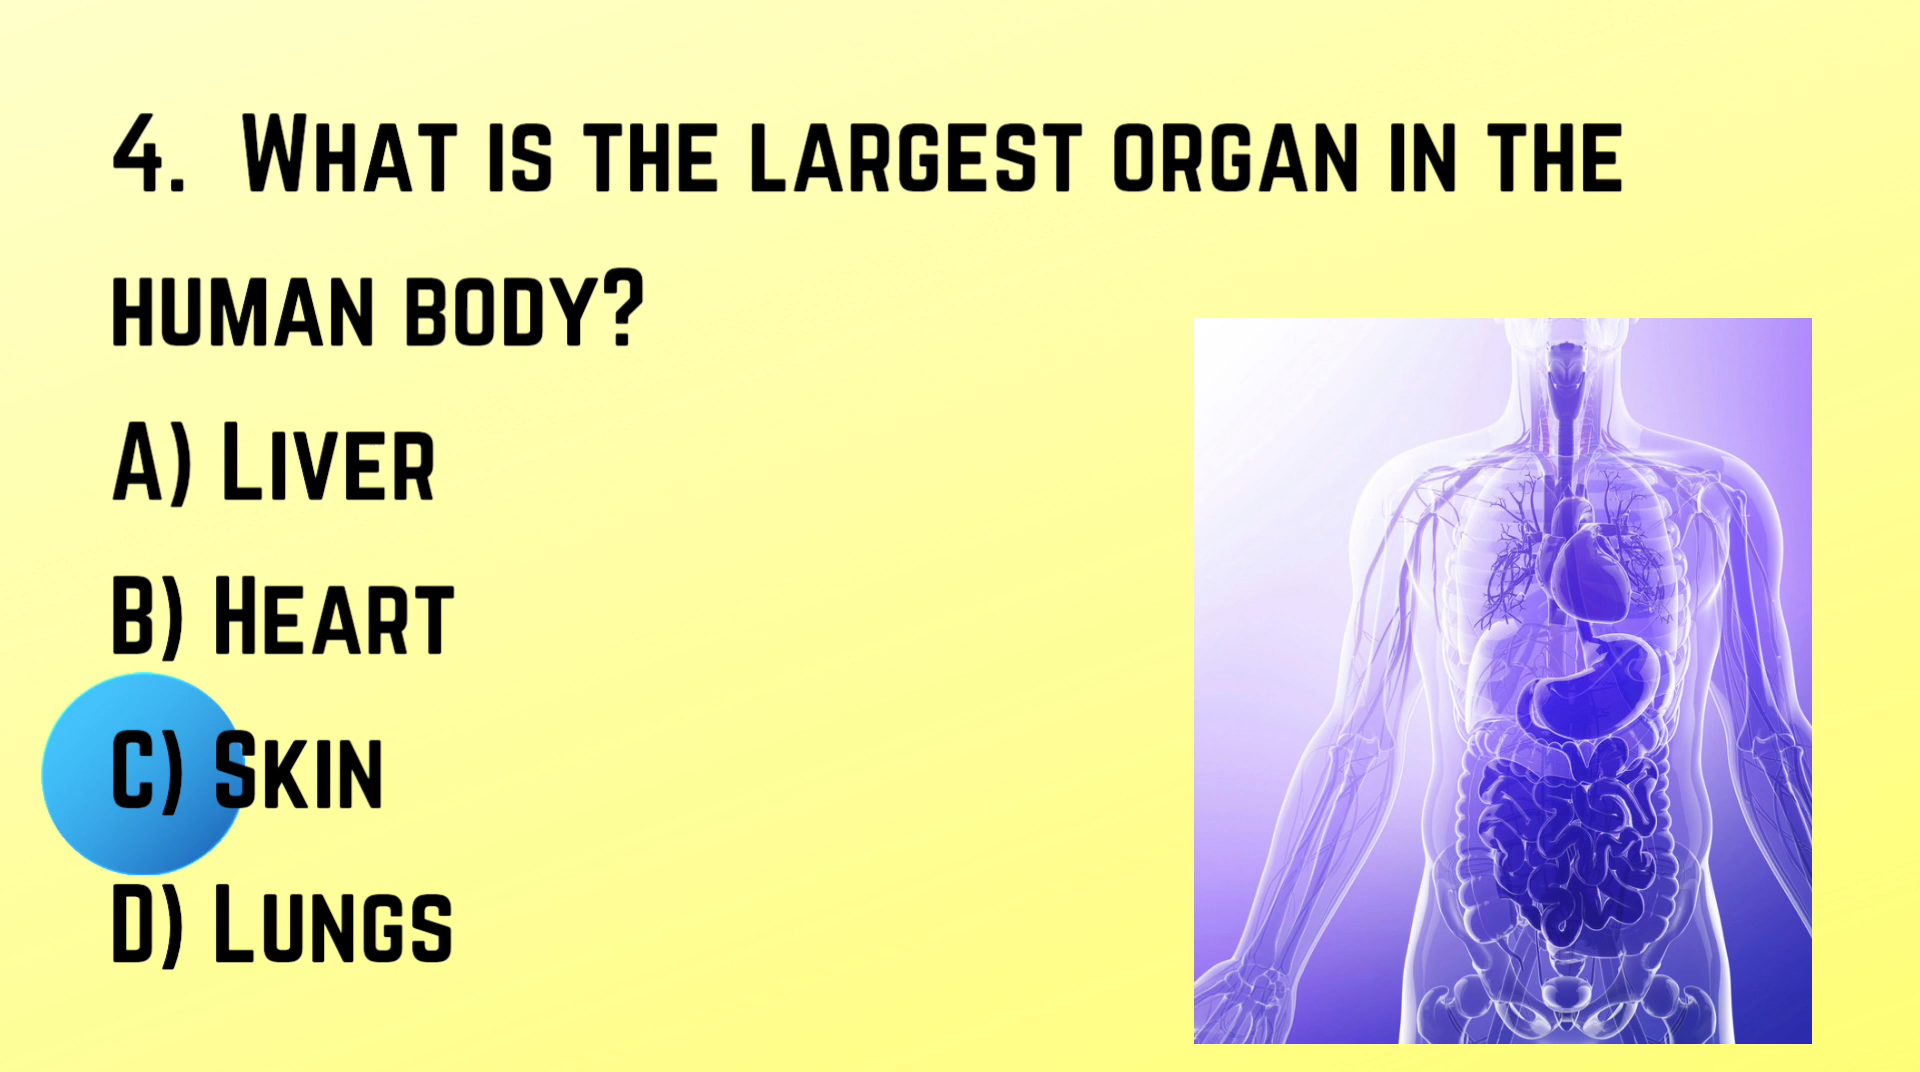 4. What is the largest organ in the
human body?
A) Liver
B) Heart
C) Skin
D) Lungs